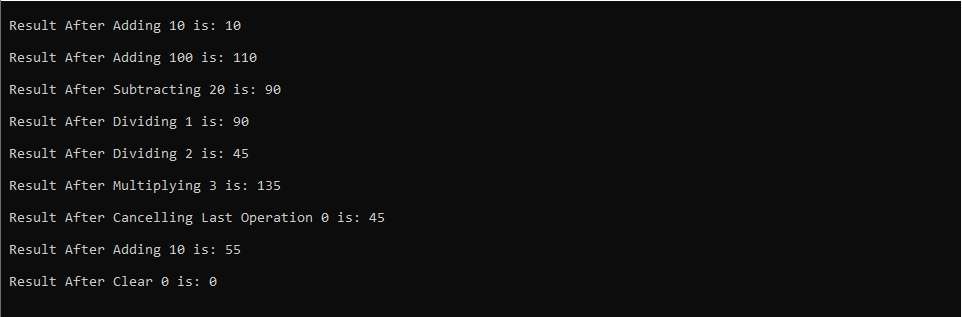 Result After Adding 10 is: 10
Result After Adding 100 is: 110
Result After Subtracting 20 is: 90
Result After Dividing 1 is: 90
Result After Dividing 2 is: 45
Result After Multiplying 3 is: 135
Result After Cancelling Last Operation 0 is: 45
Result After Adding 10 is: 55
Result After Clear 0 is: 0